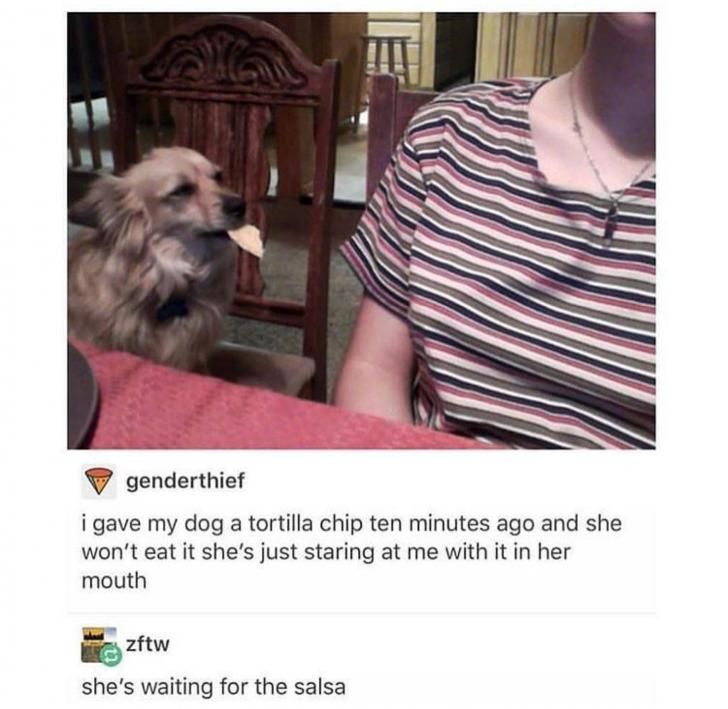 genderthief
i gave my dog a tortilla chip ten minutes ago and she
won't eat it she's just staring at me with it in her
mouth
zftw
she's waiting for the salsa